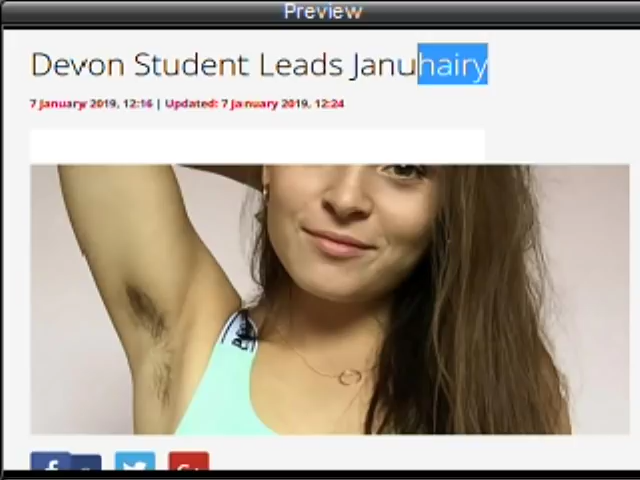 Preview
Devon Student Leads Januhairy
7 January 2019, 12:16 | Updated: 7 January 2019, 12:24